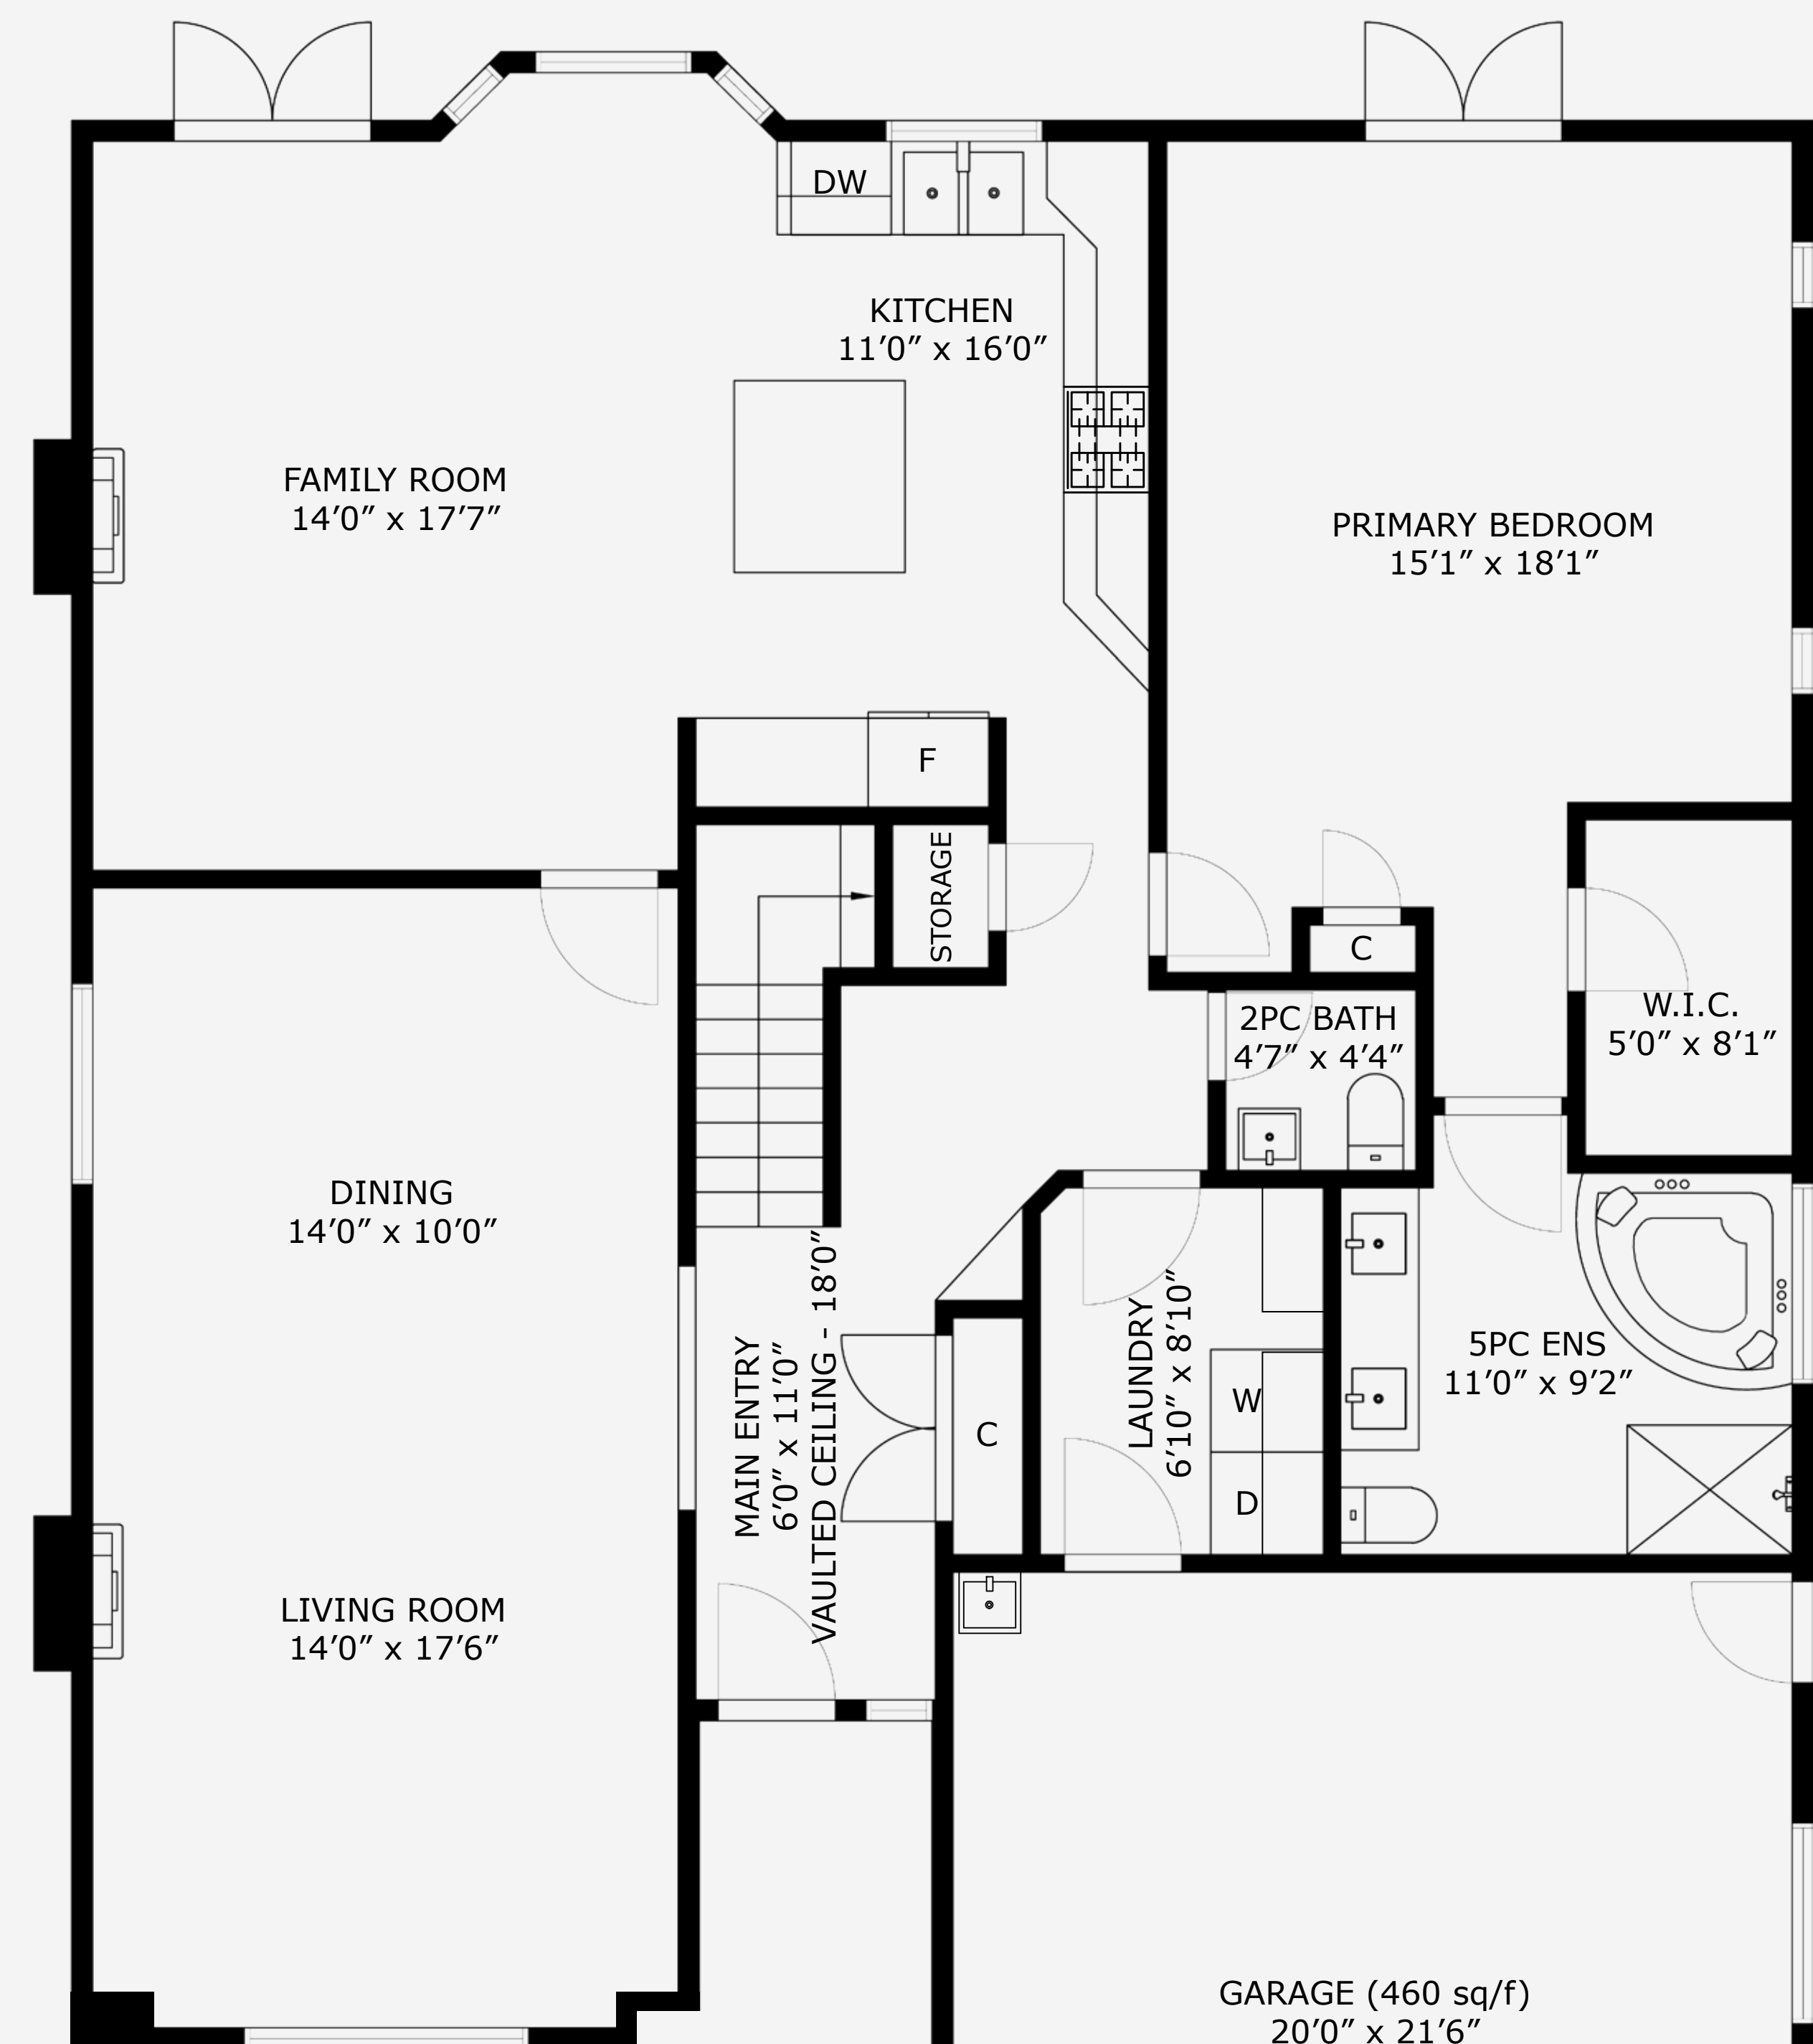 DW
KITCHEN
11’0” x 16’0”
FAMILY ROOM
14’0” x 17’7”
PRIMARY BEDROOM
15’1” x 18’1”
F
STORAGE
C
2PC BATH
4’7” x 4’4”
W.I.C.
5’0” x 8’1”
DINING
14’0” x 10’0”
MAIN ENTRY
6’0” x 11’0”
VAULTED CEILING - 18’0”
C
LAUNDRY
6’10” x 8’10”
W
D
5PC ENS
11’0” x 9’2”
LIVING ROOM
14’0” x 17’6”
GARAGE (460 sq/f)
20’0” x 21’6”